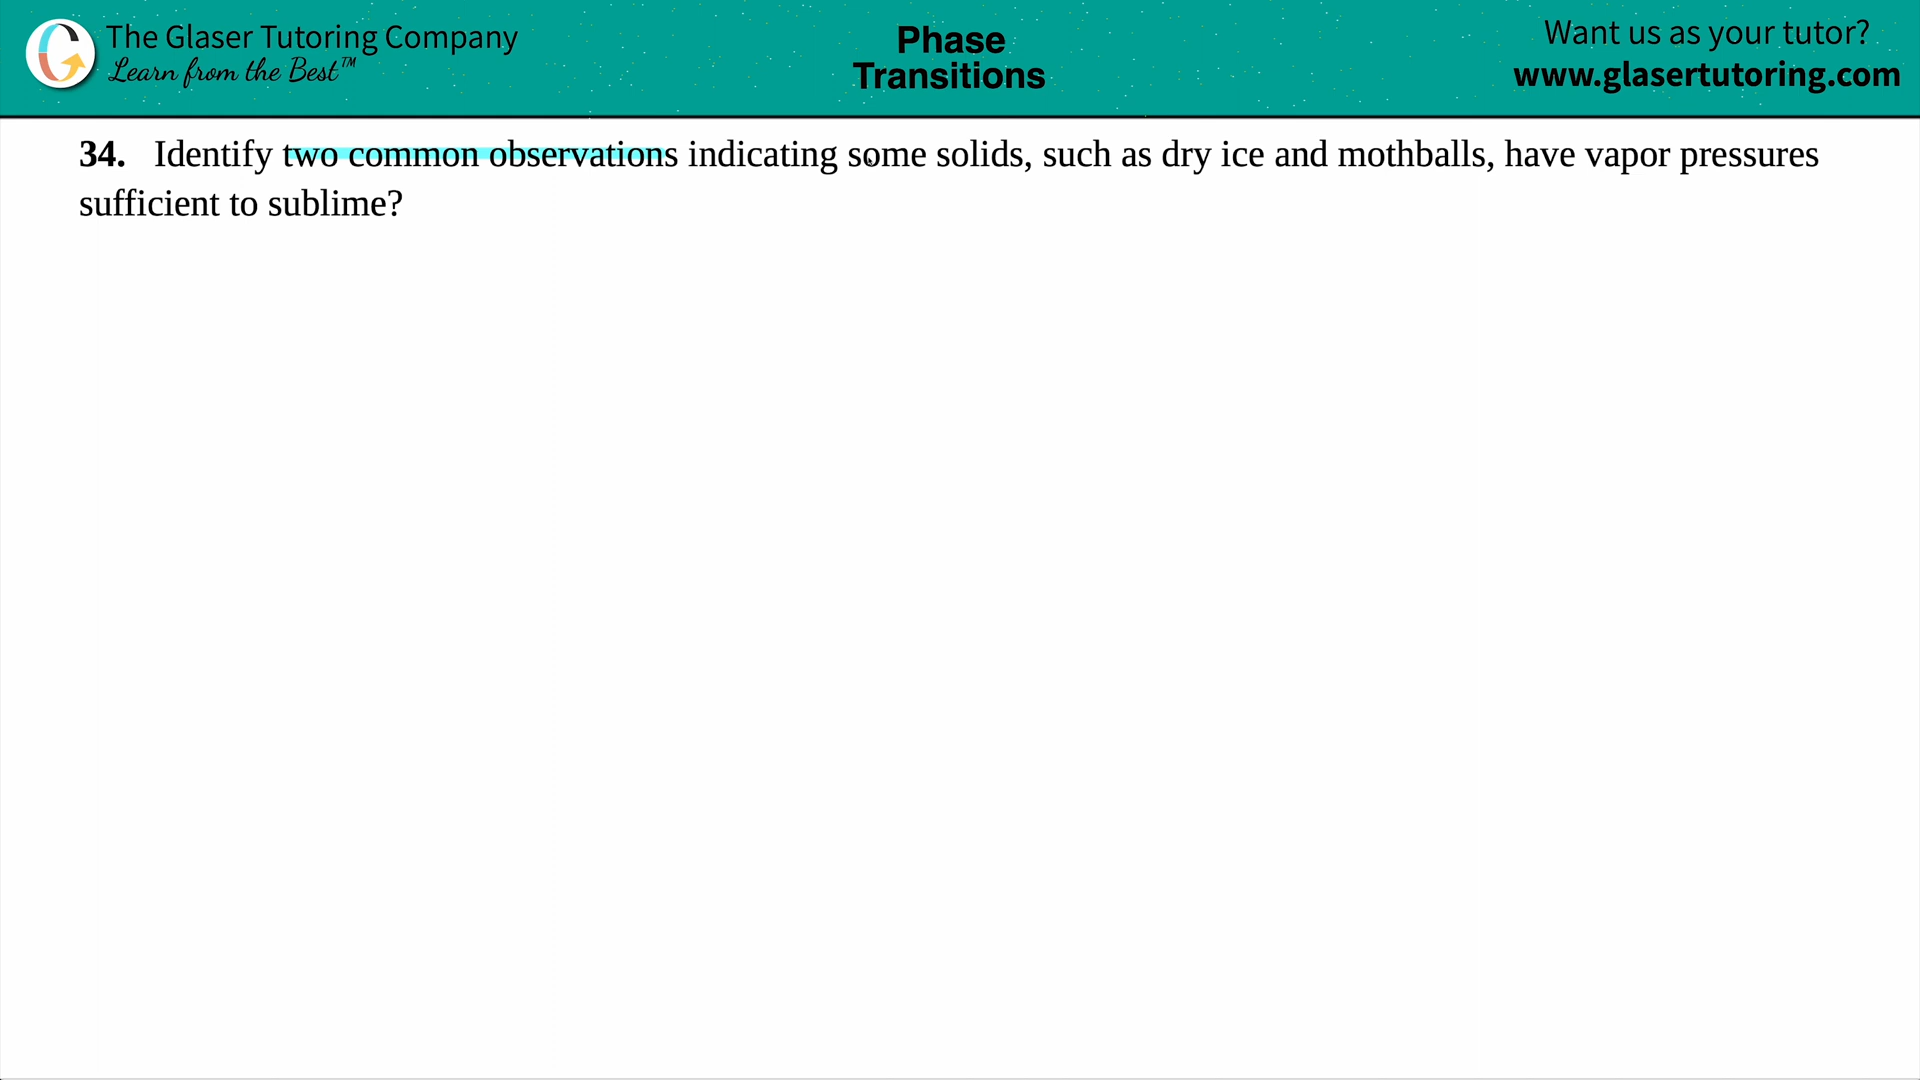 The Glaser Tutoring Company
Learn from the Best™
Phase
Transitions
Want us as your tutor?
www.glasertutoring.com
34. Identify two common observations indicating some solids, such as dry ice and mothballs, have vapor pressures
sufficient to sublime?